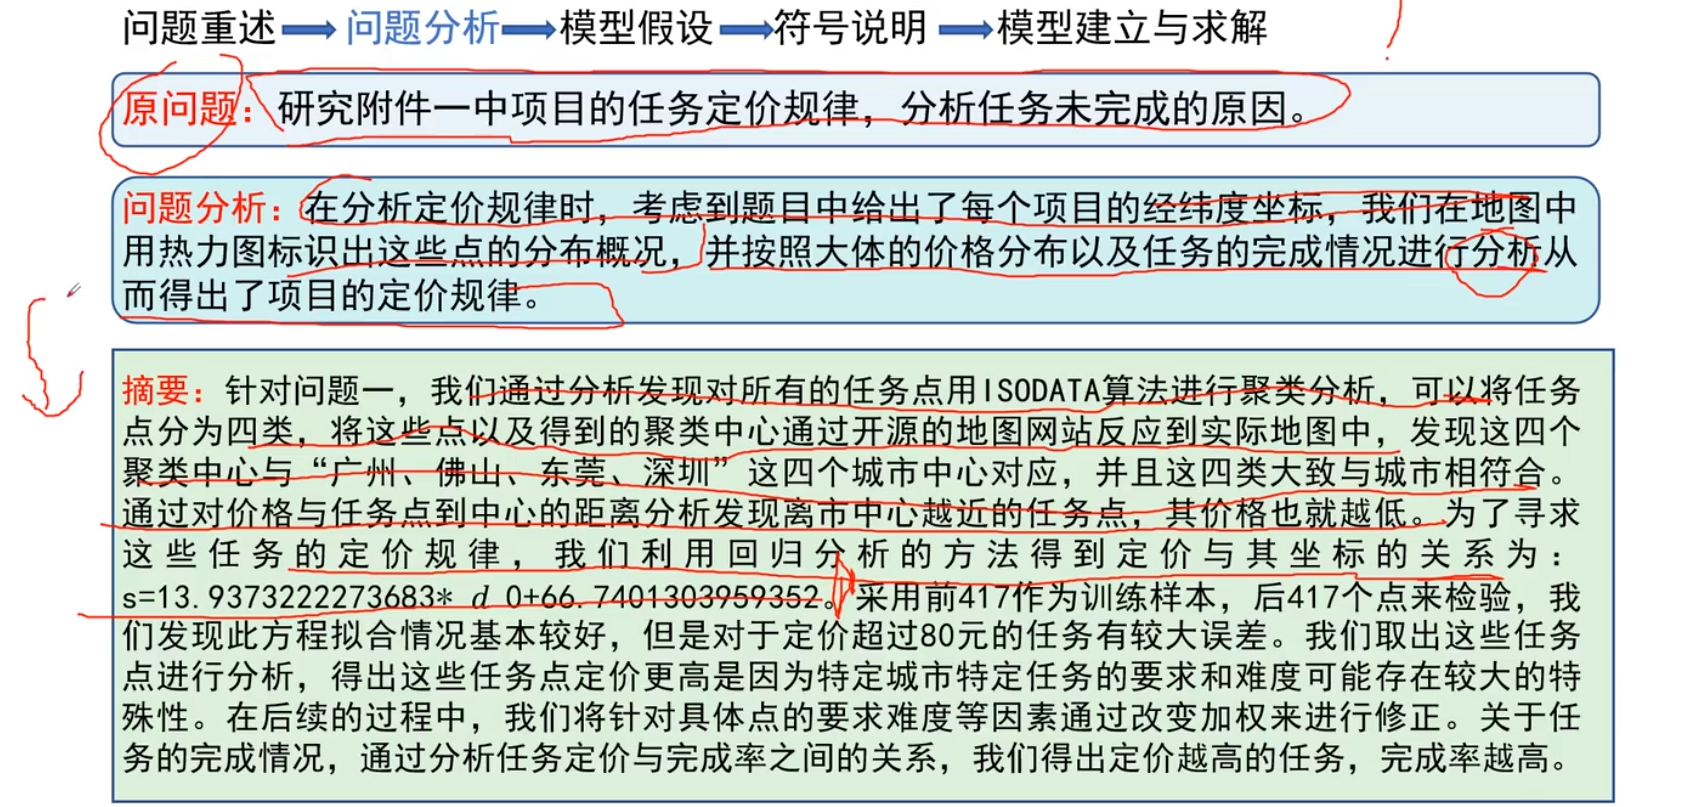 问题重述 问题分析 模型假设 符号说明 模型建立与求解
原问题：研究附件一中项目的任务定价规律，分析任务未完成的原因。
问题分析：在分析定价规律时，考虑到题目中给出了每个项目的经纬度坐标，我们在地图中
用热力图标识出这些点的分布概况，并按照大体的价格分布以及任务的完成情况进行分析从
而得出了项目的定价规律。
摘要：针对问题一，我们通过分析发现对所有的任务点用ISODATA算法进行聚类分析，可以将任务
点分为四类，将这些点以及得到的聚类中心通过开源的地图网站反应到实际地图中，发现这四个
聚类中心与“广州、佛山、东莞、深圳”这四个城市中心对应，并且这四类大致与城市相符合。
通过对价格与任务点到中心的距离分析发现离市中心越近的任务点，其价格也就越低。为了寻求
这些任务的定价规律，我们利用回归分析的方法得到定价与其坐标的关系为：
s=13.9373222273683* d 0+66.7401303959352。采用前417作为训练样本，后417个点来检验，我
们发现此方程拟合情况基本较好，但是对于定价超过80元的任务有较大误差。我们取出这些任务
点进行分析，得出这些任务点定价更高是因为特定城市特定任务的要求和难度可能存在较大的特
殊性。在后续的过程中，我们将针对具体点的要求难度等因素通过改变加权来进行修正。关于任
务的完成情况，通过分析任务定价与完成率之间的关系，我们得出定价越高的任务，完成率越高。